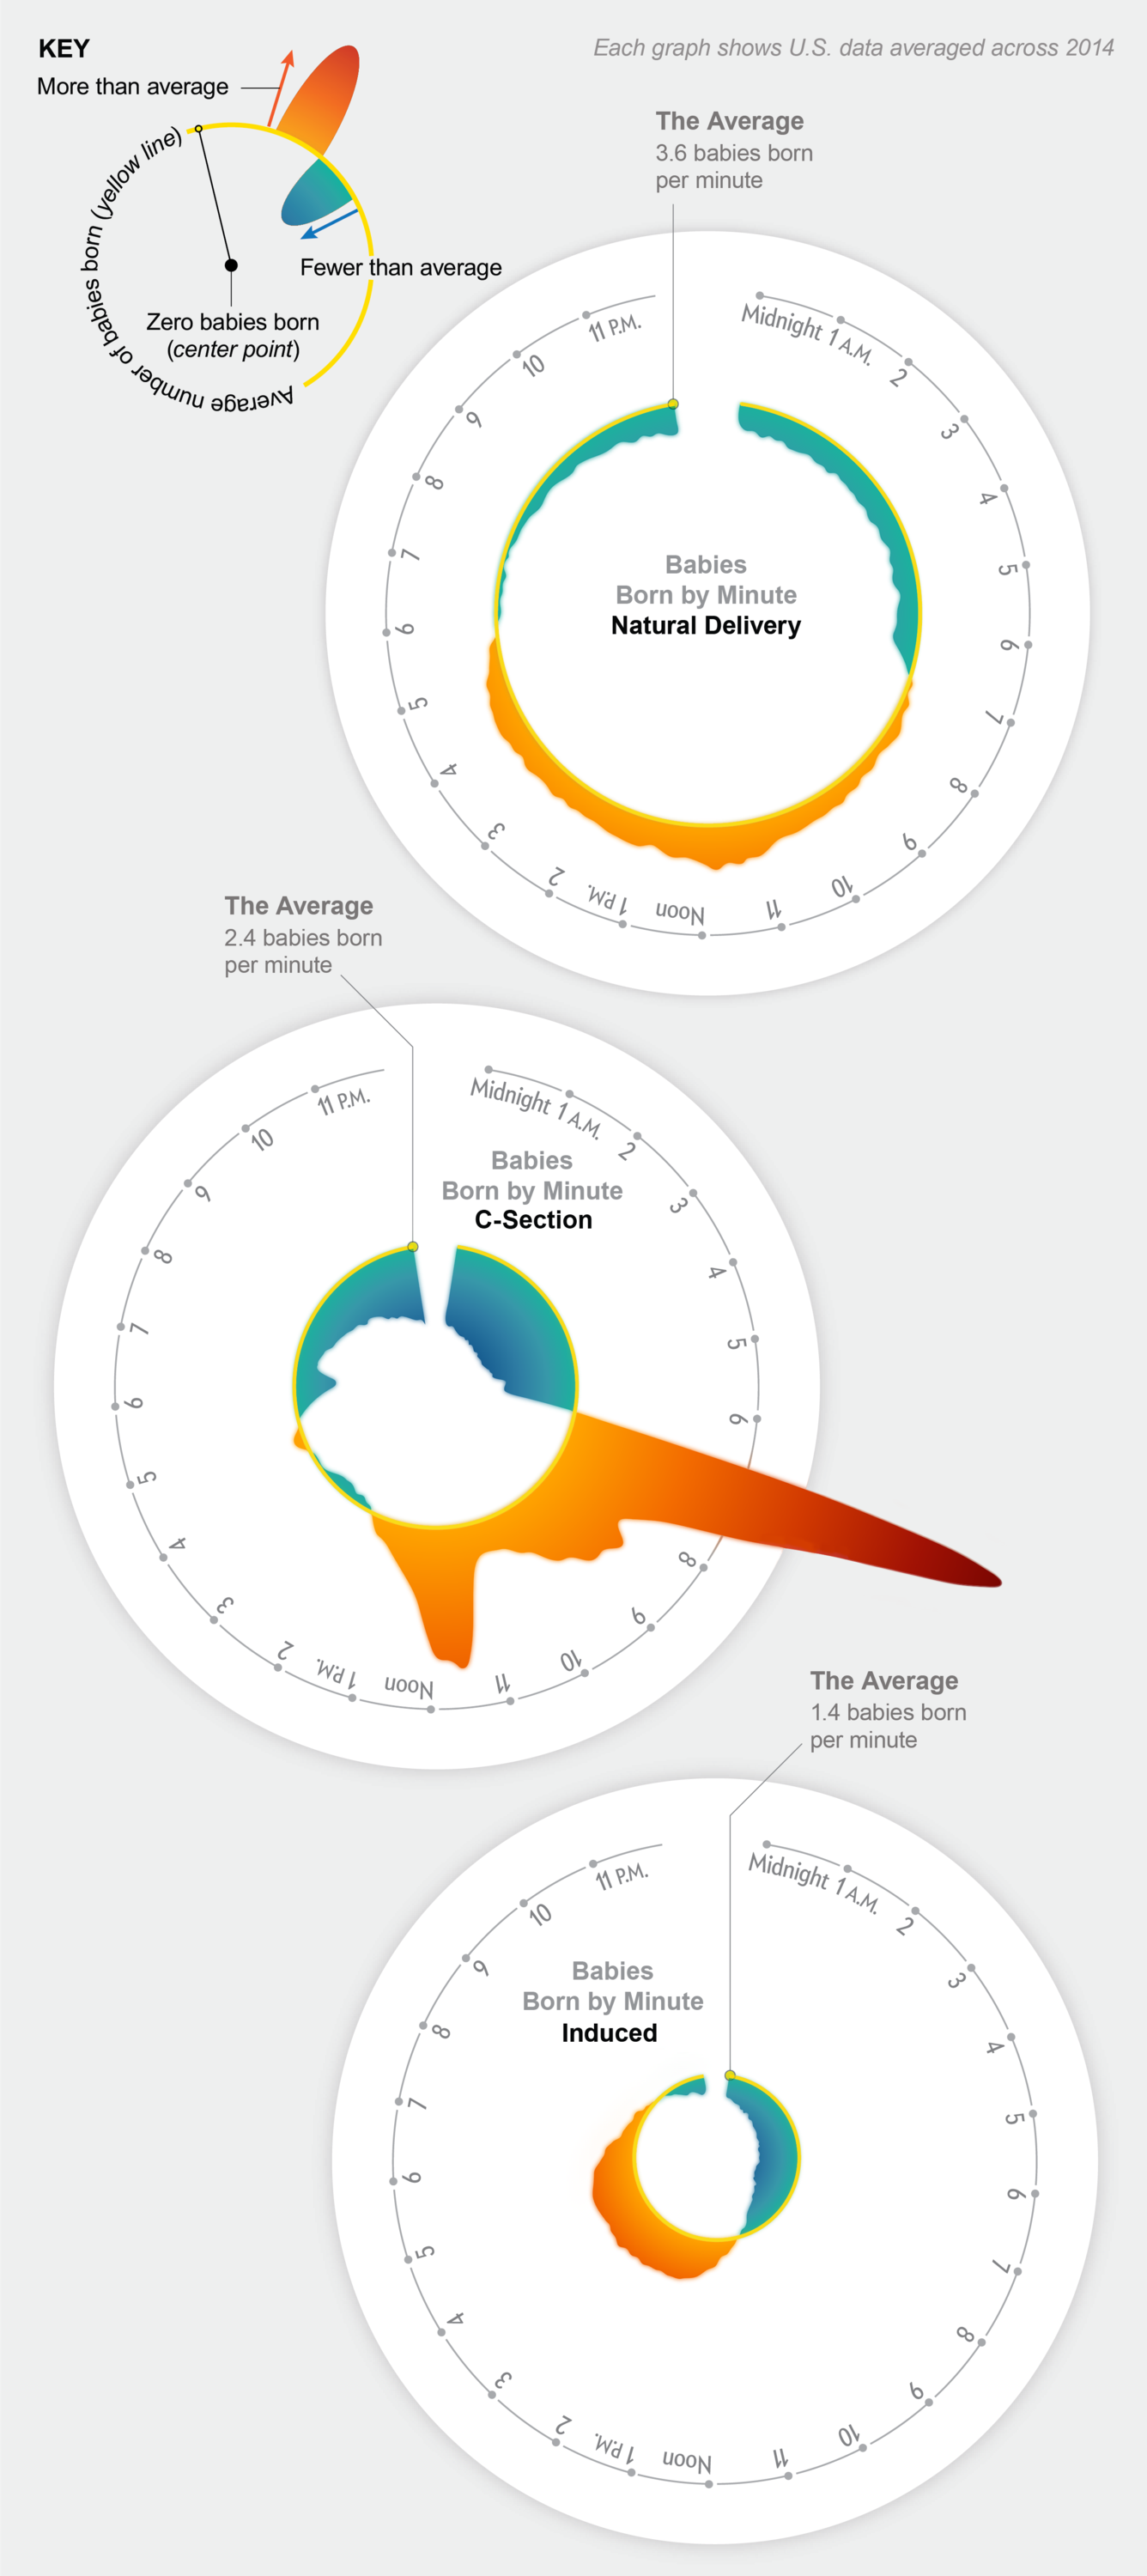 KEY
Each graph shows U.S. data averaged across 2014
More than average
Average number of babies born (yellow line)
Fewer than average
Zero babies born
(center point)
The Average
3.6 babies born
per minute
Midnight
1 A.M.
2
3
4
5
6
7
8
9
10
11
Noon
1 P.M.
2
3
4
5
6
7
8
9
10
11 P.M.
Babies
Born by Minute
Natural Delivery
The Average
2.4 babies born
per minute
Midnight
1 A.M.
2
3
4
5
6
8
9
10
11
Noon
1 P.M.
2
3
4
5
6
7
8
9
10
11 P.M.
Babies
Born by Minute
C-Section
The Average
1.4 babies born
per minute
Midnight
1 A.M.
2
3
4
5
6
7
8
9
10
11
Noon
1 P.M.
2
3
4
5
6
7
8
9
10
11 P.M.
Babies
Born by Minute
Induced